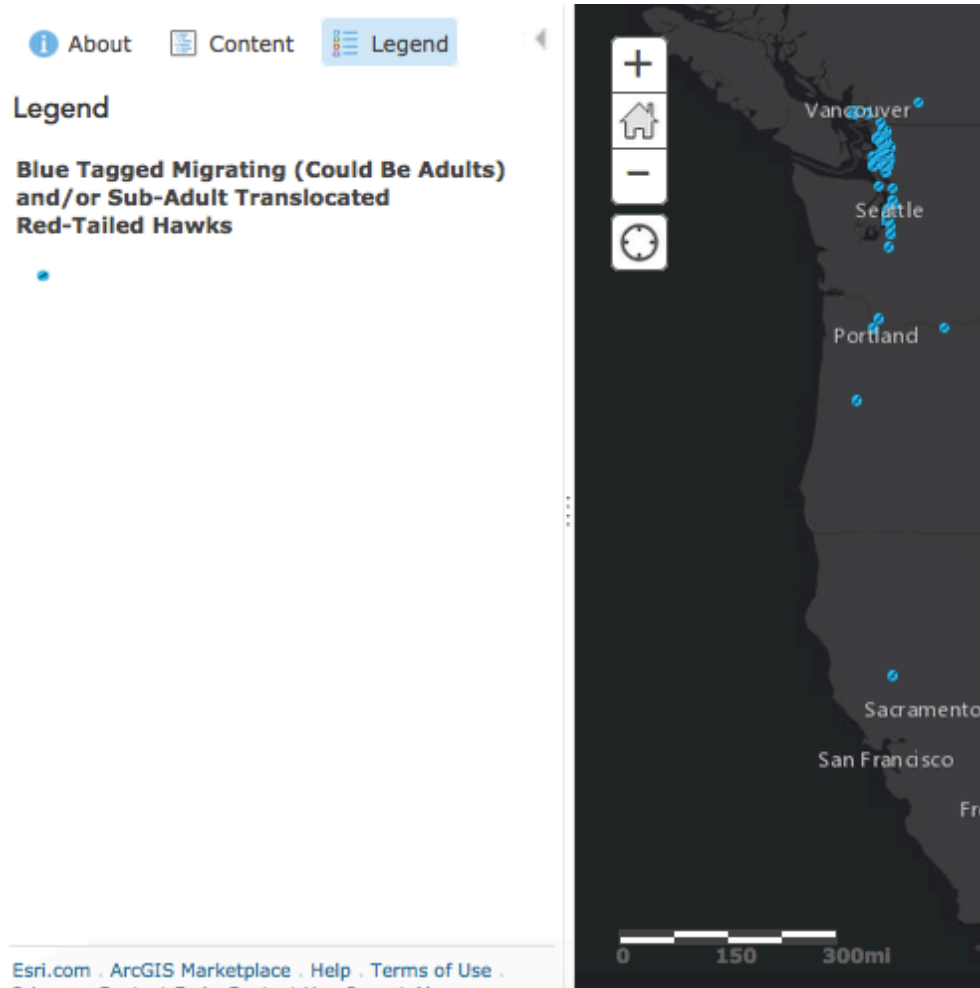 About Content Legend
Legend
Blue Tagged Migrating (Could Be Adults)
and/or Sub-Adult Translocated
Red-Tailed Hawks
Esri.com . ArcGIS Marketplace . Help . Terms of Use .
+
−
Vancouver
Seattle
Portland
Sacramento
San Francisco
Fr
0 150 300mi